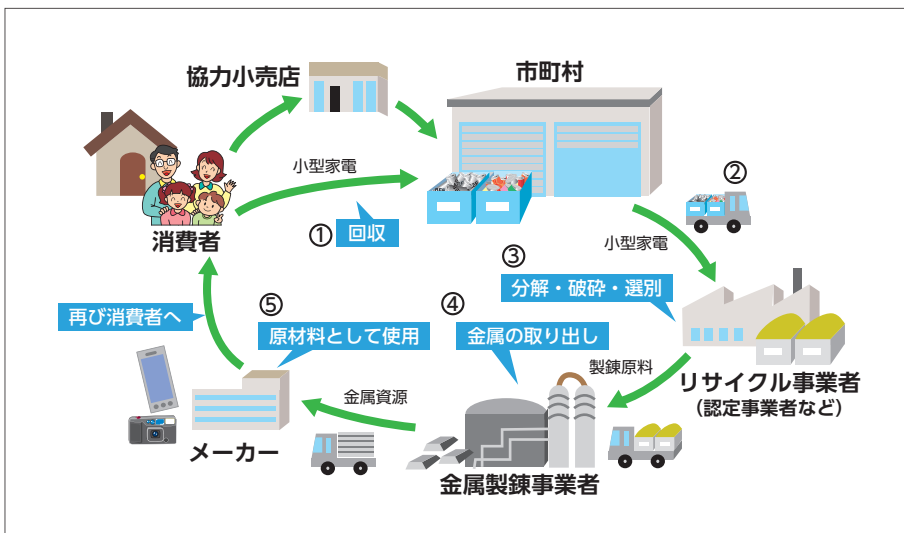 協力小売店
市町村
小型家電
消費者
① 回収
②
小型家電
③
分解・破砕・選別
リサイクル事業者
(認定事業者など)
製錬原料
④
金属の取り出し
金属製錬事業者
金属資源
⑤
原材料として使用
メーカー
再び消費者へ